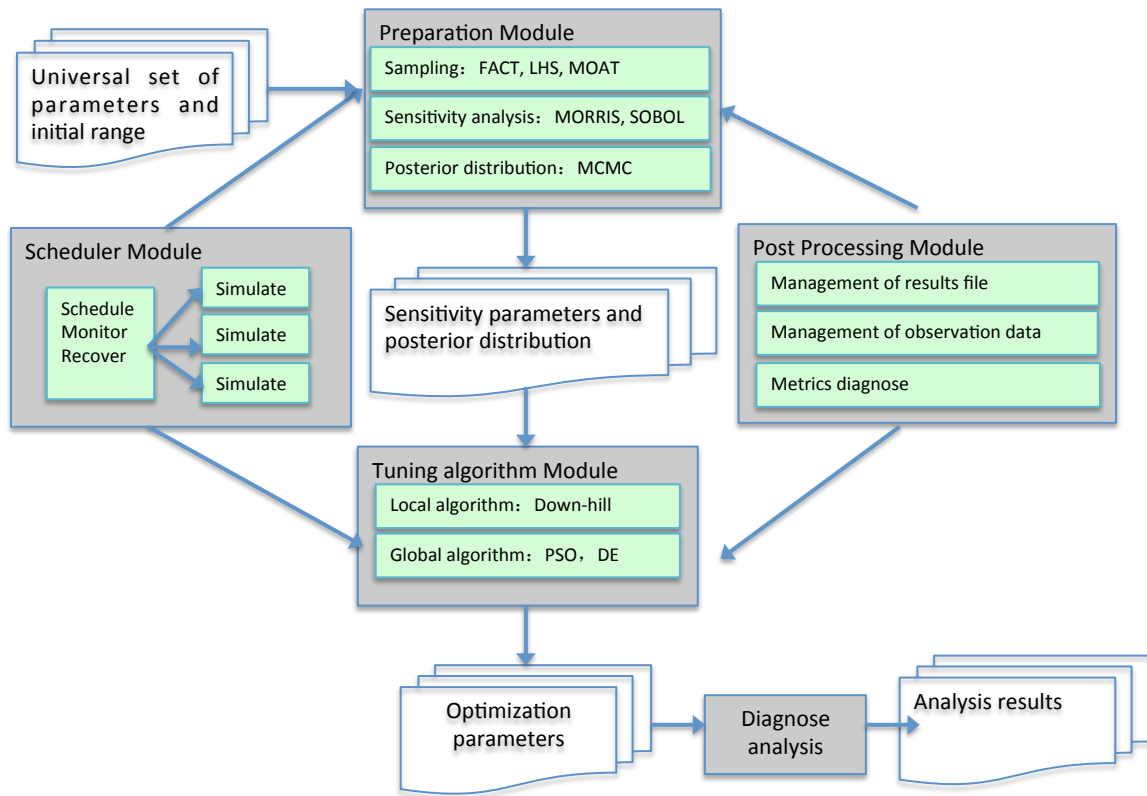 Universal set of
parameters and
initial range
Preparation Module
Sampling：FACT, LHS, MOAT
Sensitivity analysis：MORRIS, SOBOL
Posterior distribution：MCMC
Scheduler Module
Schedule
Monitor
Recover
Simulate
Simulate
Simulate
Sensitivity parameters and
posterior distribution
Post Processing Module
Management of results file
Management of observation data
Metrics diagnose
Tuning algorithm Module
Local algorithm：Down-hill
Global algorithm：PSO，DE
Optimization
parameters
Diagnose
analysis
Analysis results